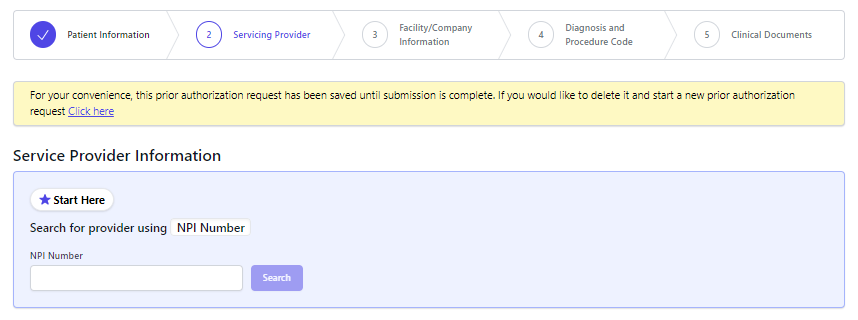 Patient Information
2 Servicing Provider
3 Facility/Company
Information
4 Diagnosis and
Procedure Code
5 Clinical Documents
For your convenience, this prior authorization request has been saved until submission is complete. If you would like to delete it and start a new prior authorization
request Click here
Service Provider Information
Start Here
Search for provider using NPI Number
NPI Number
Search